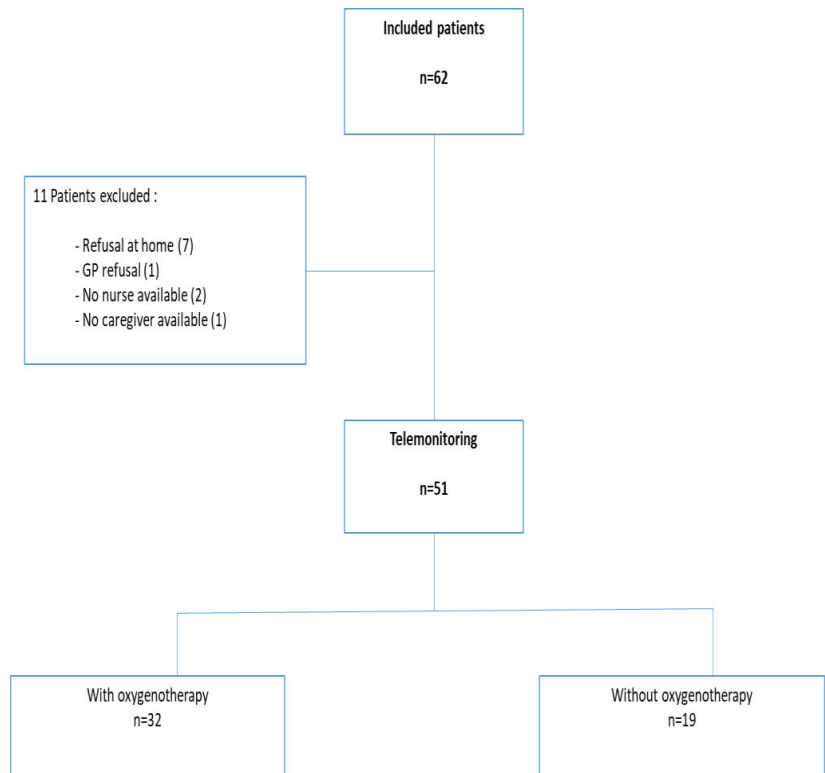 Included patients
n=62
11 Patients excluded :
- Refusal at home (7)
- GP refusal (1)
- No nurse available (2)
- No caregiver available (1)
Telemonitoring
n=51
With oxygenotherapy
n=32
Without oxygenotherapy
n=19